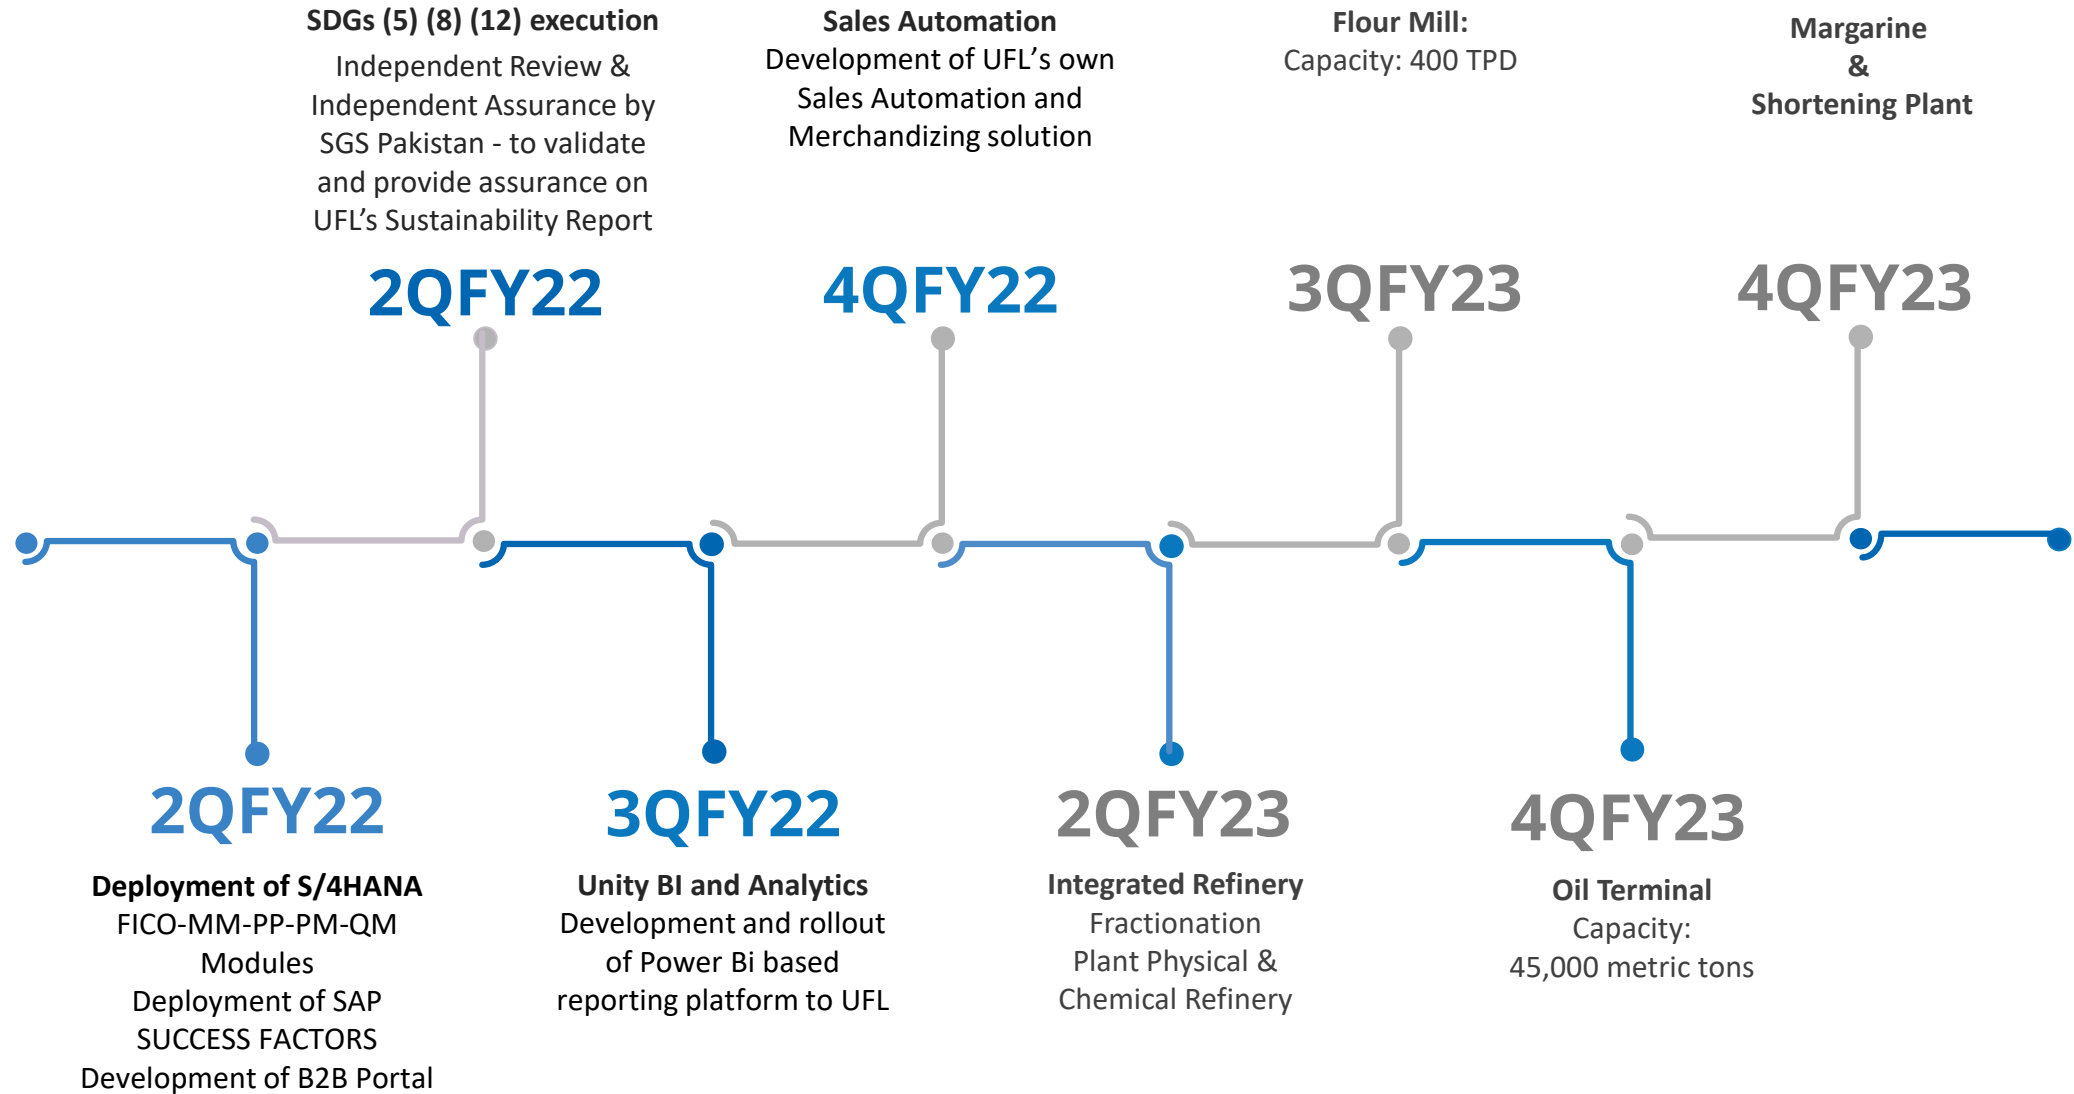 SDGs (5) (8) (12) execution
Independent Review &
Independent Assurance by
SGS Pakistan - to validate
and provide assurance on
UFL’s Sustainability Report
2QFY22
Sales Automation
Development of UFL’s own
Sales Automation and
Merchandizing solution
4QFY22
Flour Mill:
Capacity: 400 TPD
3QFY23
Margarine
&
Shortening Plant
4QFY23
2QFY22
Deployment of S/4HANA
FICO-MM-PP-PM-QM
Modules
Deployment of SAP
SUCCESS FACTORS
Development of B2B Portal
3QFY22
Unity BI and Analytics
Development and rollout
of Power Bi based
reporting platform to UFL
2QFY23
Integrated Refinery
Fractionation
Plant Physical &
Chemical Refinery
4QFY23
Oil Terminal
Capacity:
45,000 metric tons